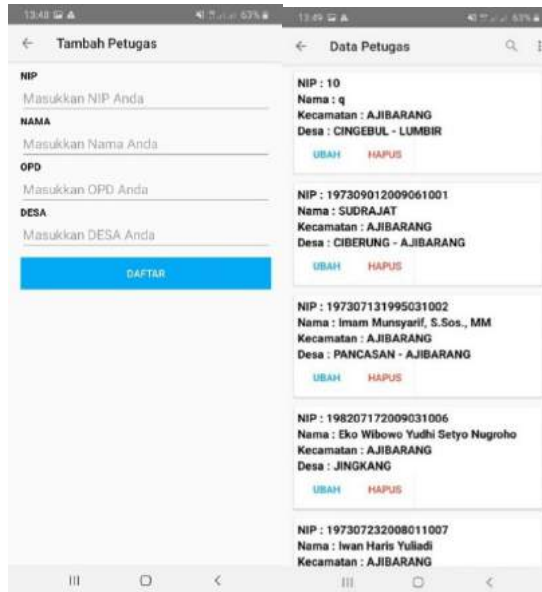 13:48 63%
Tambah Petugas
NIP
Masukkan NIP Anda
NAMA
Masukkan Nama Anda
OPD
Masukkan OPD Anda
DESA
Masukkan DESA Anda
DAFTAR
13:49 63%
Data Petugas
NIP : 10
Nama : q
Kecamatan : AJIBARANG
Desa : CINGEBUL - LUMBIR
UBAH HAPUS
NIP : 197309012009061001
Nama : SUDRAJAT
Kecamatan : AJIBARANG
Desa : CIBERUNG - AJIBARANG
UBAH HAPUS
NIP : 197307131995031002
Nama : Imam Munsyarif, S.Sos., MM
Kecamatan : AJIBARANG
Desa : PANCASAN - AJIBARANG
UBAH HAPUS
NIP : 198207172009031006
Nama : Eko Wibowo Yudhi Setyo Nugroho
Kecamatan : AJIBARANG
Desa : JINGKANG
UBAH HAPUS
NIP : 197307232008011007
Nama : Iwan Haris Yuliadi
Kecamatan : AJIBARANG